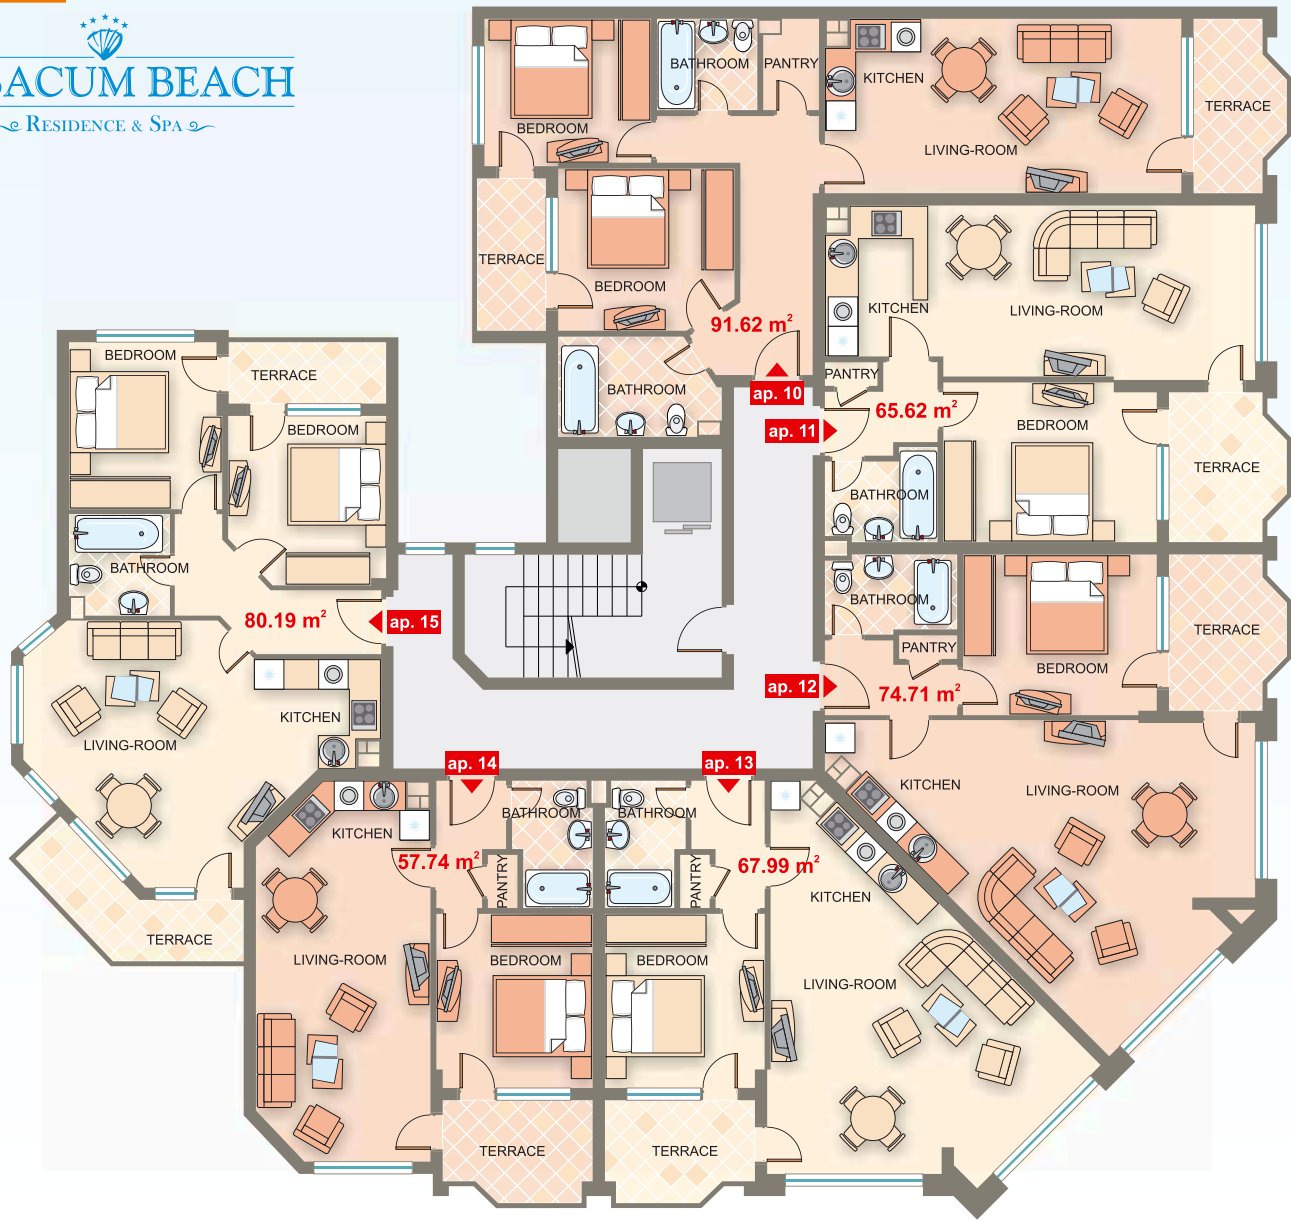 BACUM BEACH
RESIDENCE & SPA
BEDROOM
BATHROOM
PANTRY
KITCHEN
LIVING-ROOM
TERRACE
TERRACE
BEDROOM
BATHROOM
91.62 m²
ap. 10
KITCHEN
LIVING-ROOM
PANTRY
ap. 11
65.62 m²
BEDROOM
BATHROOM
TERRACE
BATHROOM
PANTRY
BEDROOM
TERRACE
ap. 12
74.71 m²
KITCHEN
LIVING-ROOM
BEDROOM
TERRACE
BEDROOM
BATHROOM
80.19 m²
ap. 15
KITCHEN
LIVING-ROOM
TERRACE
ap. 14
KITCHEN
BATHROOM
57.74 m²
PANTRY
LIVING-ROOM
BEDROOM
TERRACE
ap. 13
BATHROOM
67.99 m²
PANTRY
KITCHEN
BEDROOM
LIVING-ROOM
TERRACE